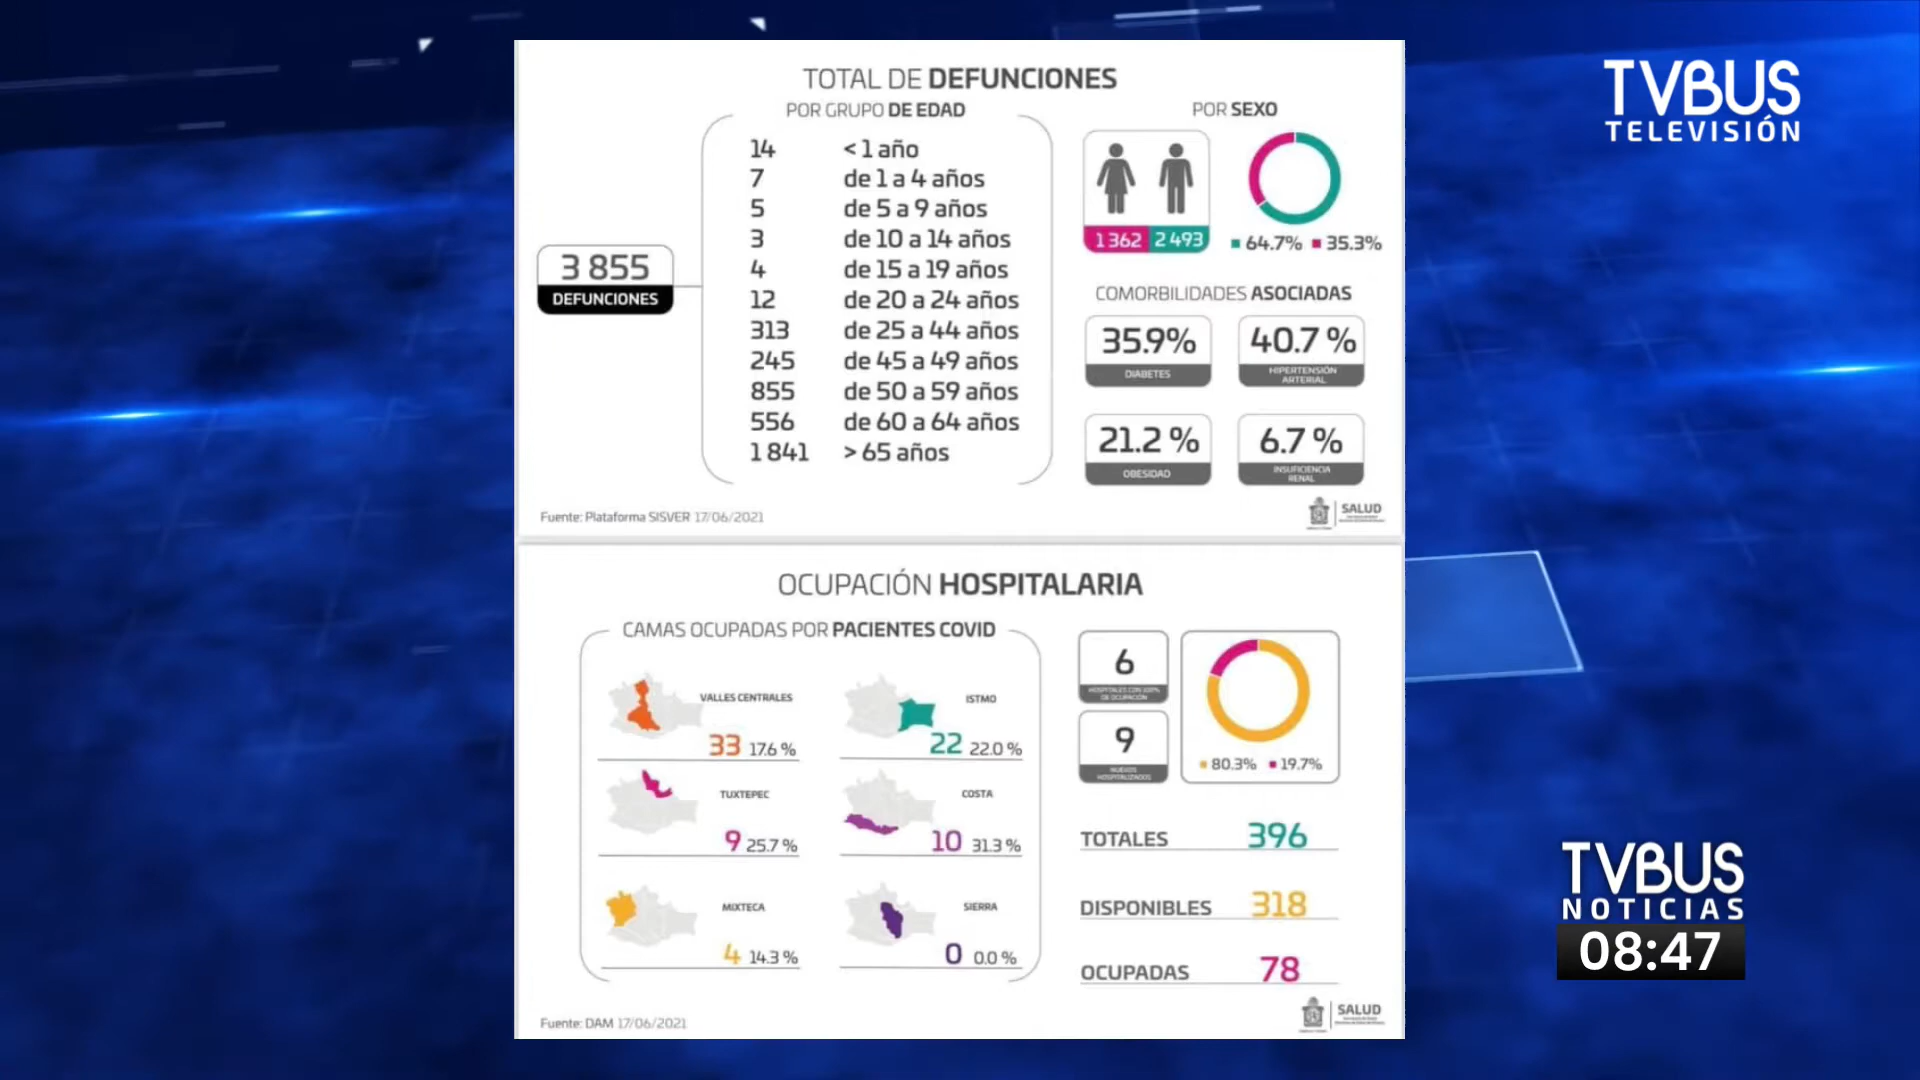 TOTAL DE DEFUNCIONES
POR GRUPO DE EDAD
14 < 1 año
7 de 1 a 4 años
5 de 5 a 9 años
3 de 10 a 14 años
4 de 15 a 19 años
12 de 20 a 24 años
313 de 25 a 44 años
245 de 45 a 49 años
855 de 50 a 59 años
556 de 60 a 64 años
1 841 > 65 años
3 855
DEFUNCIONES
POR SEXO
1 362 2 493
64.7% 35.3%
COMORBILIDADES ASOCIADAS
35.9%
DIABETES
40.7 %
HIPERTENSIÓN
ARTERIAL
21.2 %
OBESIDAD
6.7 %
INSUFICIENCIA
RENAL
Fuente: Plataforma SISVER 17/06/2021
SALUD
OCUPACIÓN HOSPITALARIA
CAMAS OCUPADAS POR PACIENTES COVID
VALLES CENTRALES
33 17.6 %
ISTMO
22 22.0 %
TUXTEPEC
9 25.7 %
COSTA
10 31.3 %
MIXTECA
4 14.3 %
SIERRA
0 0.0 %
6
HOSPITALES CON 100%
DE OCUPACIÓN
9
NUEVOS
HOSPITALIZADOS
80.3% 19.7%
TOTALES 396
DISPONIBLES 318
OCUPADAS 78
Fuente: DAM 17/06/2021
SALUD
TVBUS
TELEVISIÓN
TVBUS
NOTICIAS
08:47